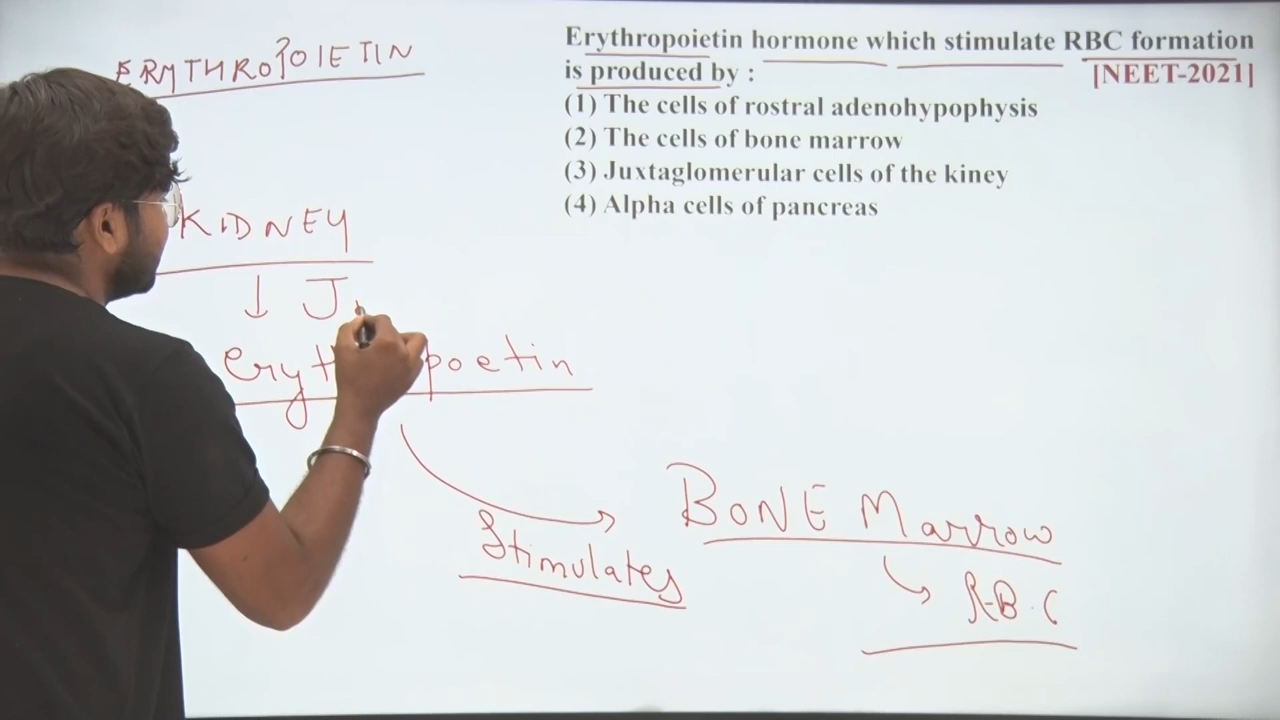 ERYTHROPOIETIN
Erythropoietin hormone which stimulate RBC formation
is produced by :
[NEET-2021]
(1) The cells of rostral adenohypophysis
(2) The cells of bone marrow
(3) Juxtaglomerular cells of the kiney
(4) Alpha cells of pancreas
KIDNEY
↓ J
BONE Marrow
Stimulates
R.B.C